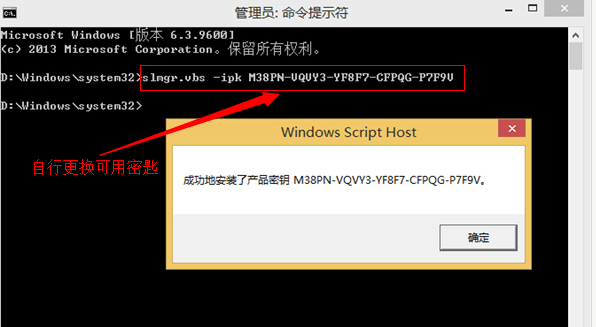 管理员: 命令提示符
Microsoft Windows [版本 6.3.9600]
(c) 2013 Microsoft Corporation。保留所有权利。
D:\Windows\system32>slmgr.vbs -ipk M38PN-VQVY3-YF8F7-CFPQG-P7F9V
D:\Windows\system32>
自行更换可用密匙
Windows Script Host
成功地安装了产品密钥 M38PN-VQVY3-YF8F7-CFPQG-P7F9V。
确定